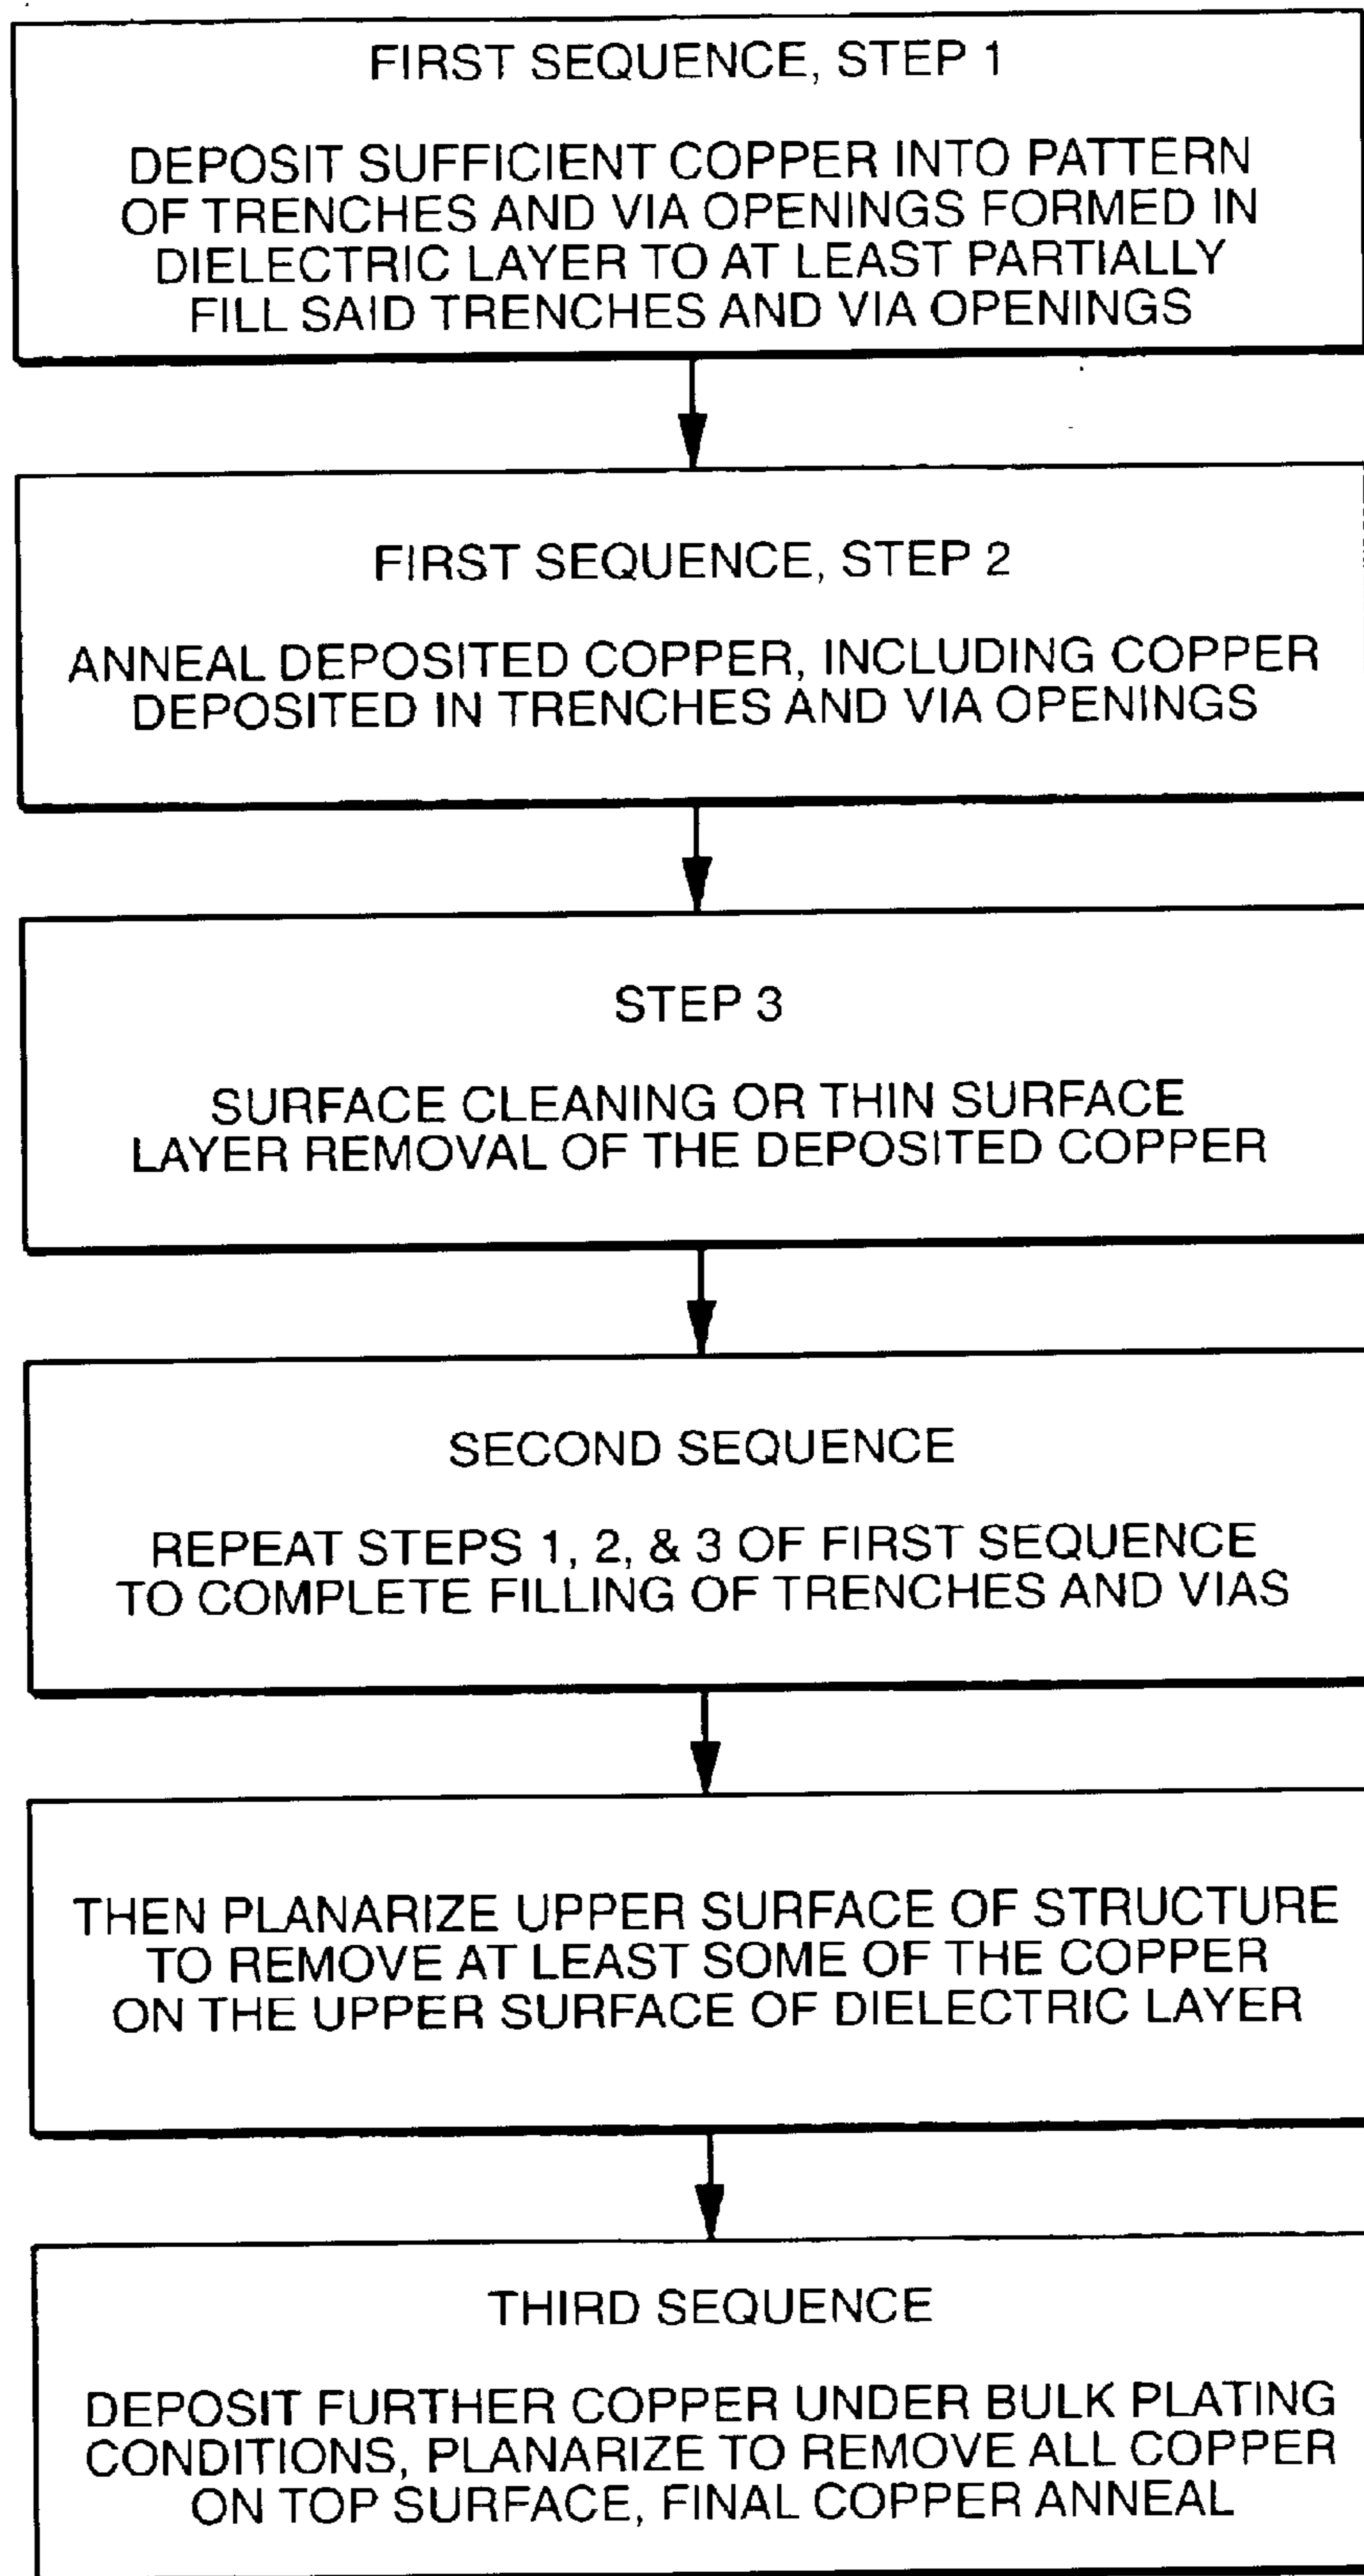 FIRST SEQUENCE, STEP 1
DEPOSIT SUFFICIENT COPPER INTO PATTERN
OF TRENCHES AND VIA OPENINGS FORMED IN
DIELECTRIC LAYER TO AT LEAST PARTIALLY
FILL SAID TRENCHES AND VIA OPENINGS
FIRST SEQUENCE, STEP 2
ANNEAL DEPOSITED COPPER, INCLUDING COPPER
DEPOSITED IN TRENCHES AND VIA OPENINGS
STEP 3
SURFACE CLEANING OR THIN SURFACE
LAYER REMOVAL OF THE DEPOSITED COPPER
SECOND SEQUENCE
REPEAT STEPS 1, 2, & 3 OF FIRST SEQUENCE
TO COMPLETE FILLING OF TRENCHES AND VIAS
THEN PLANARIZE UPPER SURFACE OF STRUCTURE
TO REMOVE AT LEAST SOME OF THE COPPER
ON THE UPPER SURFACE OF DIELECTRIC LAYER
THIRD SEQUENCE
DEPOSIT FURTHER COPPER UNDER BULK PLATING
CONDITIONS, PLANARIZE TO REMOVE ALL COPPER
ON TOP SURFACE, FINAL COPPER ANNEAL